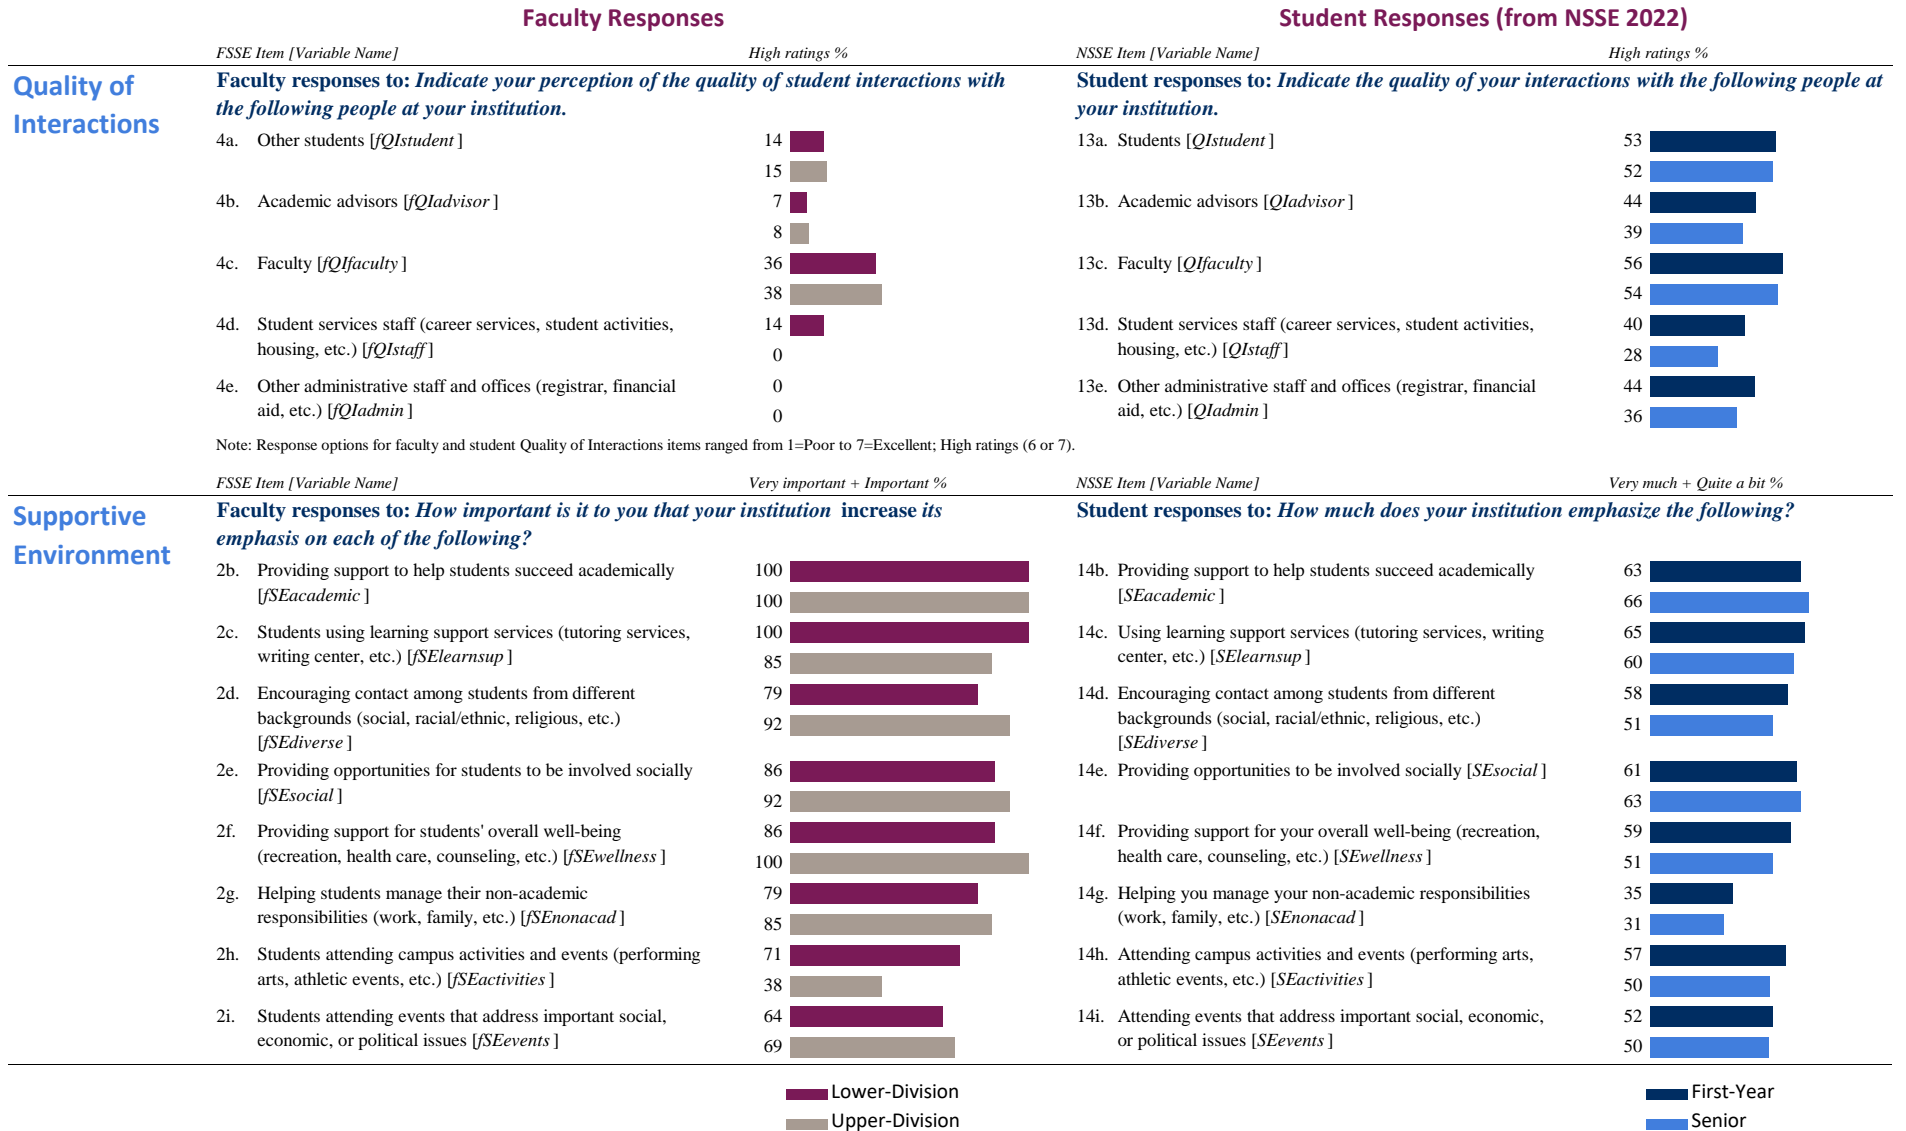 Faculty Responses
Student Responses (from NSSE 2022)
FSSE Item [Variable Name]
High ratings %
NSSE Item [Variable Name]
High ratings %
Quality of
Interactions
Faculty responses to: Indicate your perception of the quality of student interactions with
the following people at your institution.
Student responses to: Indicate the quality of your interactions with the following people at
your institution.
4a. Other students [fQIstudent ]
14
15
13a. Students [QIstudent ]
53
52
4b. Academic advisors [fQIadvisor ]
7
8
13b. Academic advisors [QIadvisor ]
44
39
4c. Faculty [fQIfaculty ]
36
38
13c. Faculty [QIfaculty ]
56
54
4d. Student services staff (career services, student activities,
housing, etc.) [fQIstaff ]
14
0
13d. Student services staff (career services, student activities,
housing, etc.) [QIstaff ]
40
28
4e. Other administrative staff and offices (registrar, financial
aid, etc.) [fQIadmin ]
0
0
13e. Other administrative staff and offices (registrar, financial
aid, etc.) [QIadmin ]
44
36
Note: Response options for faculty and student Quality of Interactions items ranged from 1=Poor to 7=Excellent; High ratings (6 or 7).
FSSE Item [Variable Name]
Very important + Important %
NSSE Item [Variable Name]
Very much + Quite a bit %
Supportive
Environment
Faculty responses to: How important is it to you that your institution increase its
emphasis on each of the following?
Student responses to: How much does your institution emphasize the following?
2b. Providing support to help students succeed academically
[fSEacademic ]
100
100
14b. Providing support to help students succeed academically
[SEacademic ]
63
66
2c. Students using learning support services (tutoring services,
writing center, etc.) [fSElearnsup ]
100
85
14c. Using learning support services (tutoring services, writing
center, etc.) [SElearnsup ]
65
60
2d. Encouraging contact among students from different
backgrounds (social, racial/ethnic, religious, etc.)
[fSEdiverse ]
79
92
14d. Encouraging contact among students from different
backgrounds (social, racial/ethnic, religious, etc.)
[SEdiverse ]
58
51
2e. Providing opportunities for students to be involved socially
[fSEsocial ]
86
92
14e. Providing opportunities to be involved socially [SEsocial ]
61
63
2f. Providing support for students' overall well-being
(recreation, health care, counseling, etc.) [fSEwellness ]
86
100
14f. Providing support for your overall well-being (recreation,
health care, counseling, etc.) [SEwellness ]
59
51
2g. Helping students manage their non-academic
responsibilities (work, family, etc.) [fSEnonacad ]
79
85
14g. Helping you manage your non-academic responsibilities
(work, family, etc.) [SEnonacad ]
35
31
2h. Students attending campus activities and events (performing
arts, athletic events, etc.) [fSEactivities ]
71
38
14h. Attending campus activities and events (performing arts,
athletic events, etc.) [SEactivities ]
57
50
2i. Students attending events that address important social,
economic, or political issues [fSEevents ]
64
69
14i. Attending events that address important social, economic,
or political issues [SEevents ]
52
50
Lower-Division
Upper-Division
First-Year
Senior